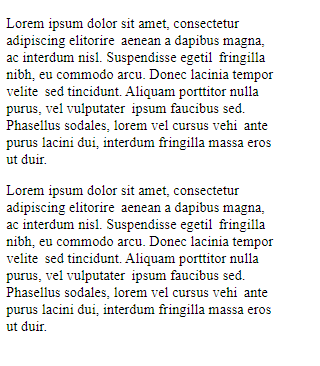 Lorem ipsum dolor sit amet, consectetur
adipiscing elitorire  aenean a dapibus magna,
ac interdum nisl. Suspendisse egetil  fringilla
nibh, eu commodo arcu. Donec lacinia tempor
velite  sed tincidunt. Aliquam porttitor nulla
purus, vel vulputater  ipsum faucibus sed.
Phasellus sodales, lorem vel cursus vehi  ante
purus lacini dui, interdum fringilla massa eros
ut duir.

Lorem ipsum dolor sit amet, consectetur
adipiscing elitorire  aenean a dapibus magna,
ac interdum nisl. Suspendisse egetil  fringilla
nibh, eu commodo arcu. Donec lacinia tempor
velite  sed tincidunt. Aliquam porttitor nulla
purus, vel vulputater  ipsum faucibus sed.
Phasellus sodales, lorem vel cursus vehi  ante
purus lacini dui, interdum fringilla massa eros
ut duir.